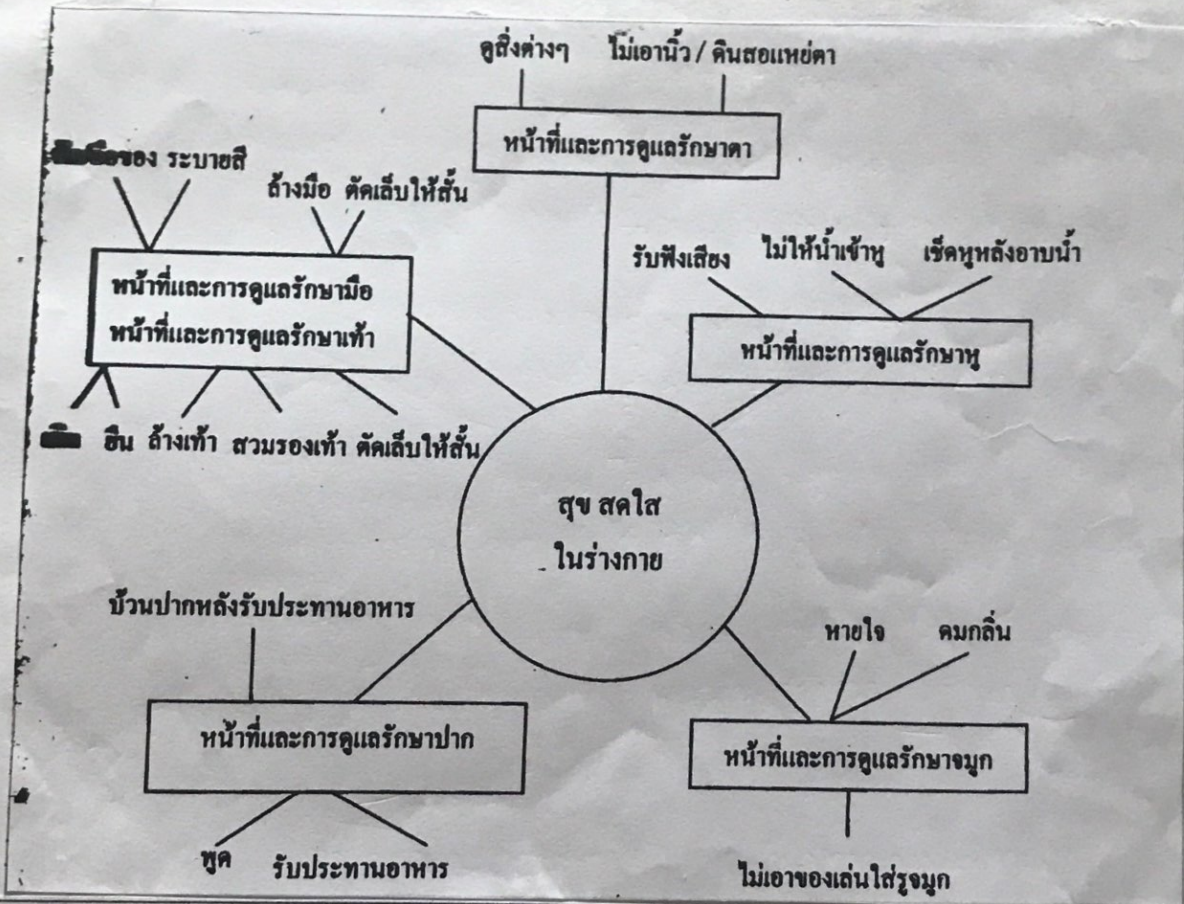 ดูสิ่งต่างๆ ไม่เอานิ้ว / ดินสอแหย่ตา
หน้าที่และการดูแลรักษาตา
ของ ระบายสี
ล้างมือ ตัดเล็บให้สั้น
หน้าที่และการดูแลรักษามือ
หน้าที่และการดูแลรักษาเท้า
ยืน ล้างเท้า สวมรองเท้า ตัดเล็บให้สั้น
รับฟังเสียง ไม่ให้น้ำเข้าหู เช็ดหูหลังอาบน้ำ
หน้าที่และการดูแลรักษาหู
สุข สดใส
ในร่างกาย
บ้วนปากหลังรับประทานอาหาร
หน้าที่และการดูแลรักษาปาก
พูด รับประทานอาหาร
หายใจ ดมกลิ่น
หน้าที่และการดูแลรักษาจมูก
ไม่เอาของเล่นใส่รูจมูก